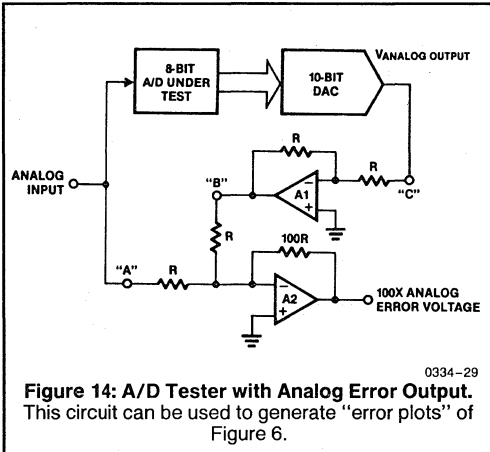 VANALOG OUTPUT
8-BIT
A/D UNDER
TEST
10-BIT
DAC
R
ANALOG
INPUT
"B"
A1
−
+
R
"C"
R
100R
"A"
R
−
A2
+
100X ANALOG
ERROR VOLTAGE
0334-29
Figure 14: A/D Tester with Analog Error Output.
This circuit can be used to generate "error plots" of
Figure 6.